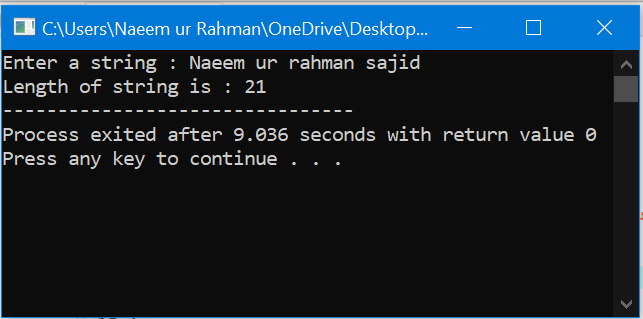 C:\Users\Naeem ur Rahman\OneDrive\Desktop...
Enter a string : Naeem ur rahman sajid
Length of string is : 21
--------------------------------
Process exited after 9.036 seconds with return value 0
Press any key to continue . . .